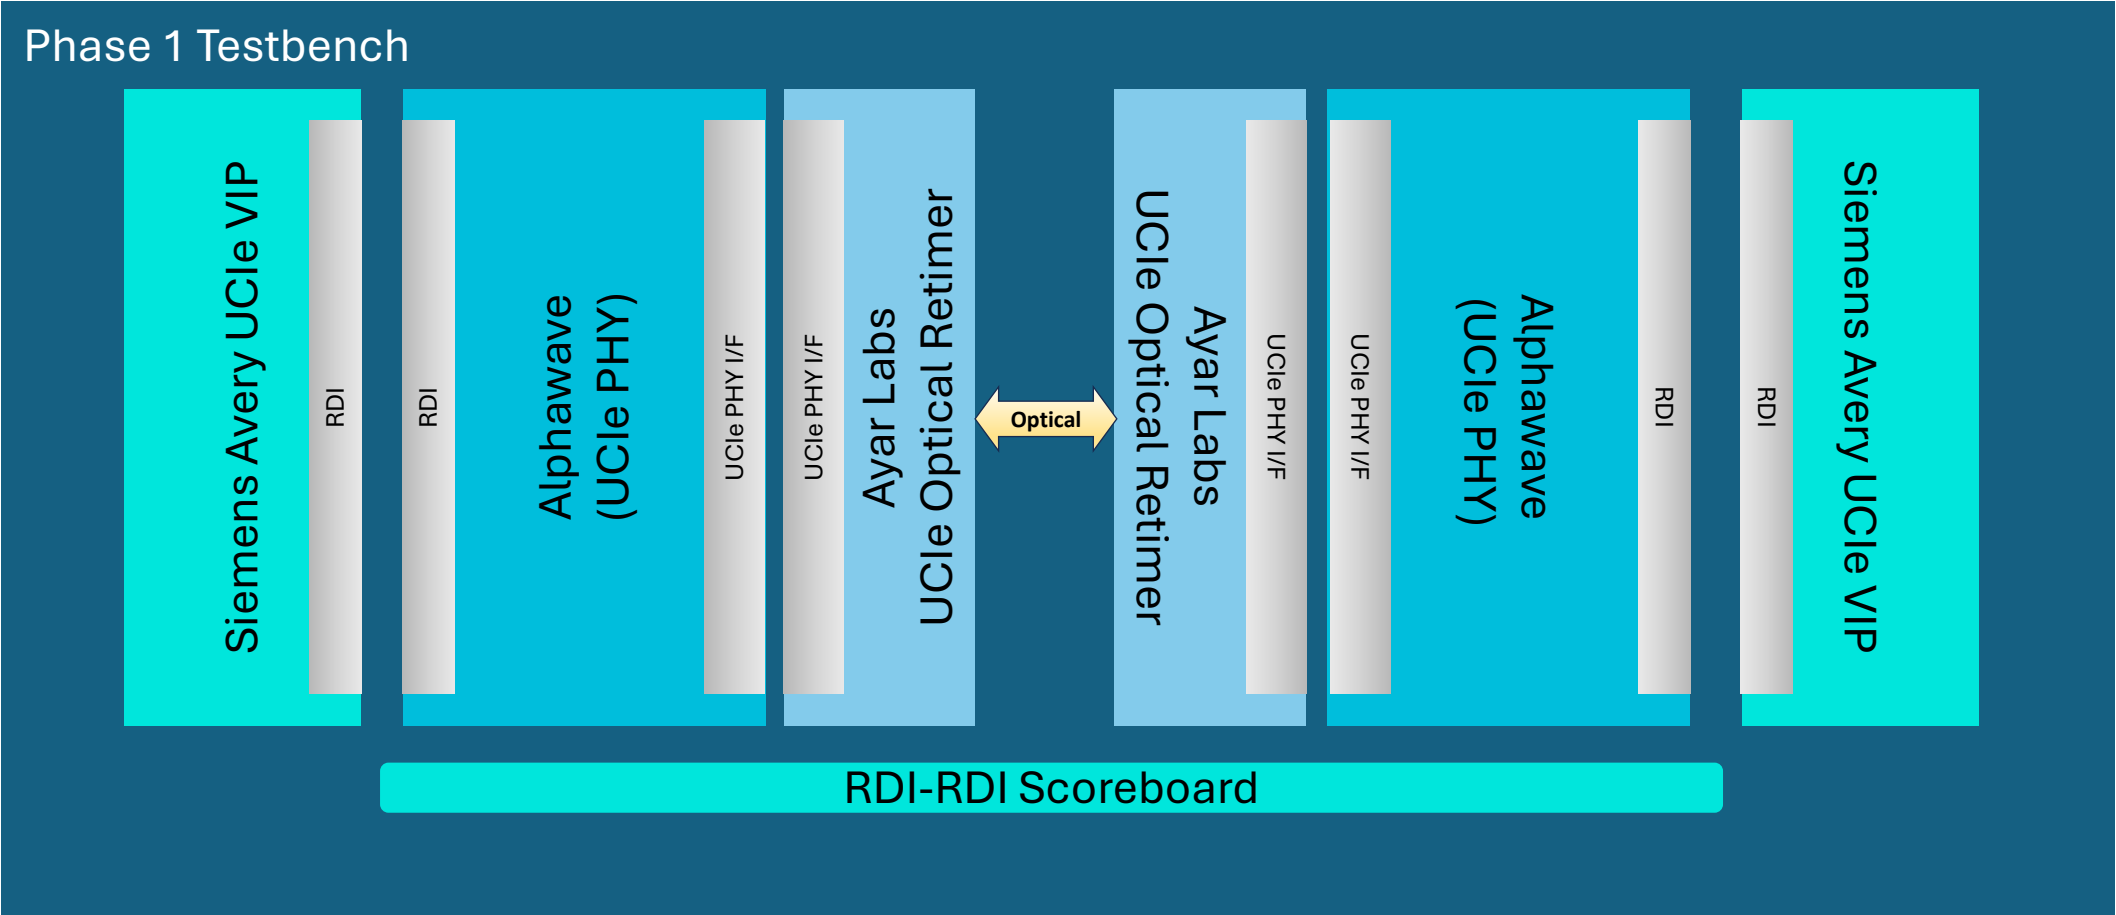 Phase 1 Testbench
Siemens Avery UCIe VIP
RDI
RDI
Alphawave
(UCIe PHY)
UCIe PHY I/F
UCIe PHY I/F
Ayar Labs
UCIe Optical Retimer
Optical
UCIe Optical Retimer
Ayar Labs
UCIe PHY I/F
UCIe PHY I/F
Alphawave
(UCIe PHY)
RDI
RDI
Siemens Avery UCIe VIP
RDI-RDI Scoreboard